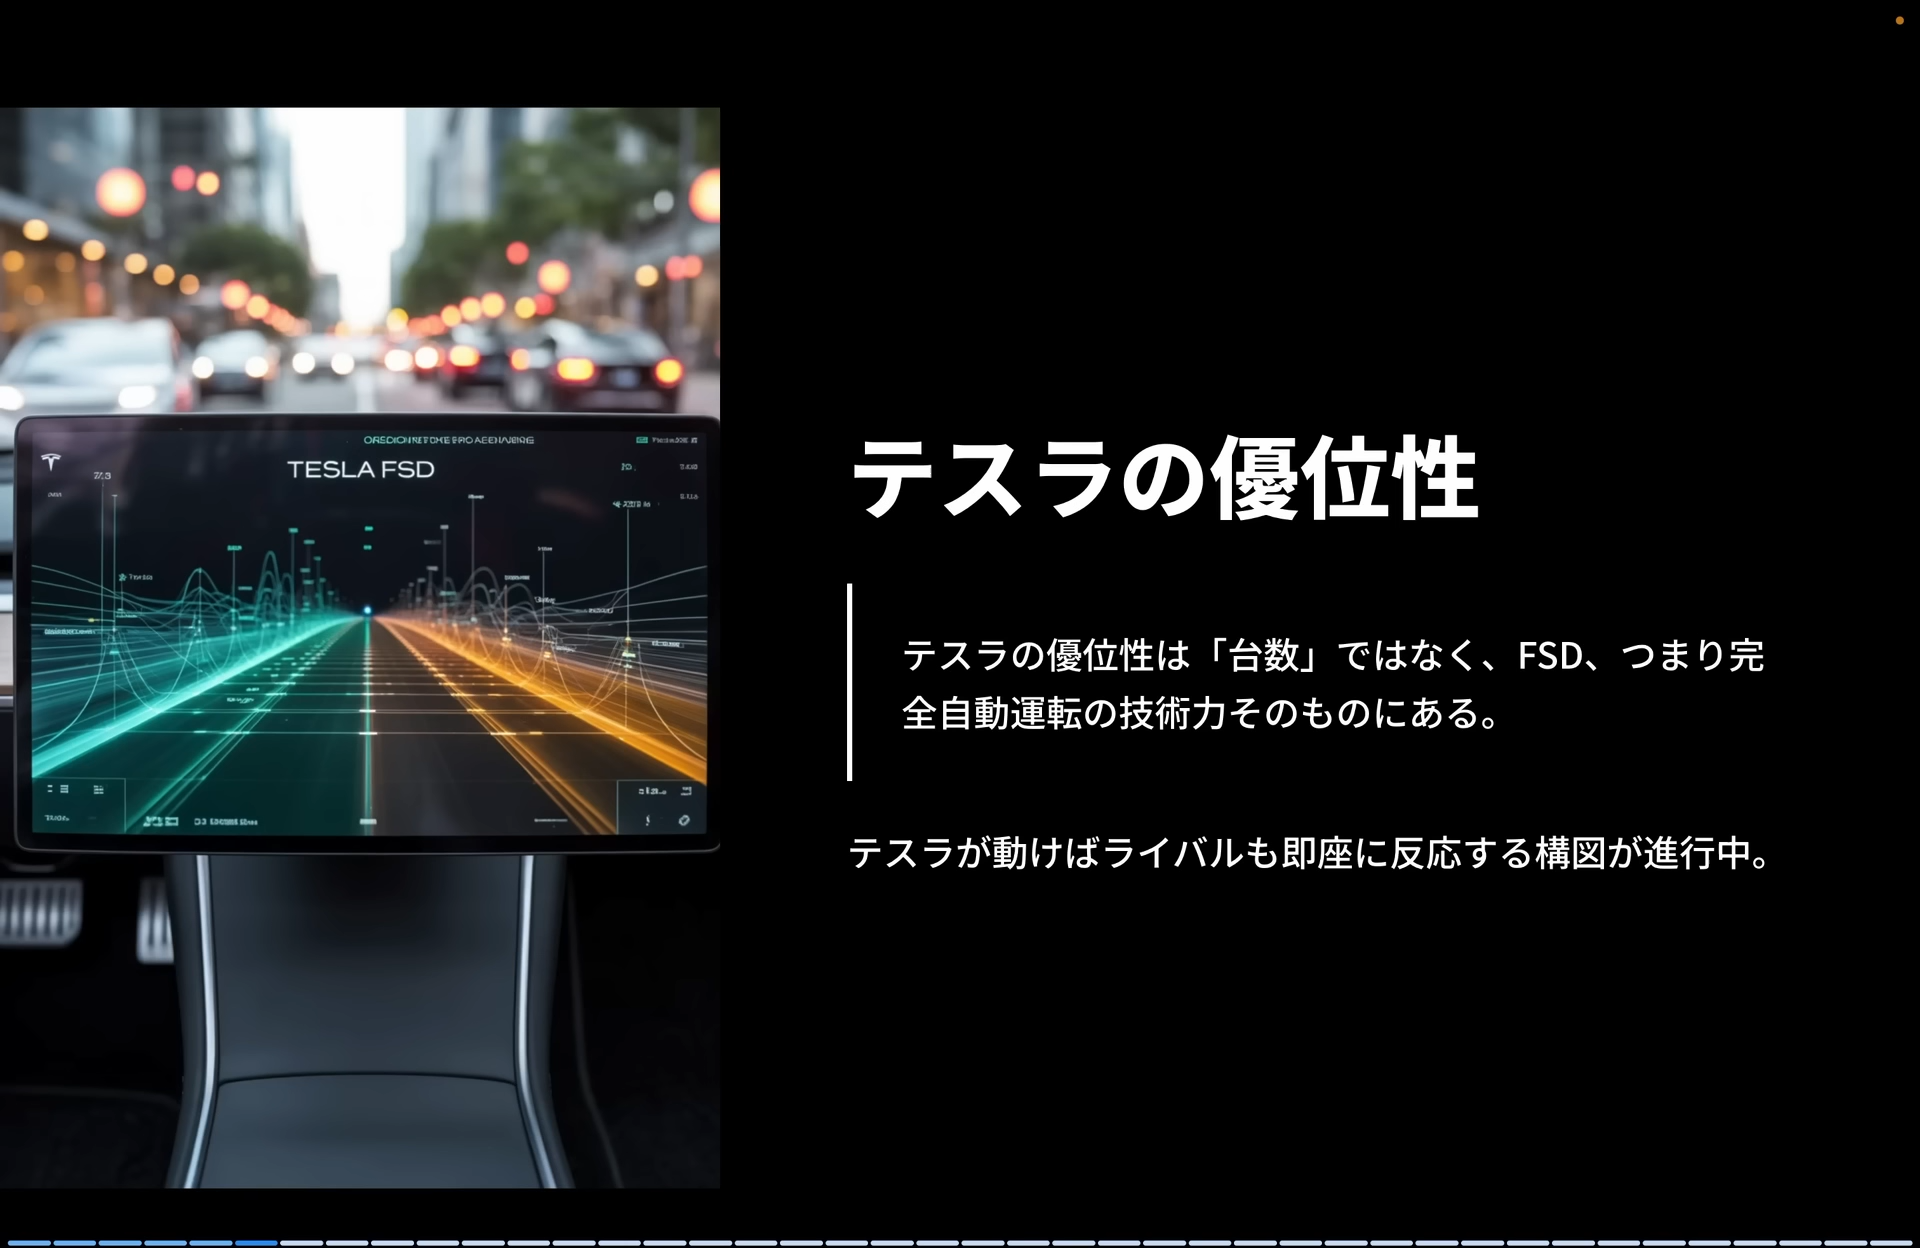 TESLA FSD
テスラの優位性
テスラの優位性は「台数」ではなく、FSD、つまり完
全自動運転の技術力そのものにある。
テスラが動けばライバルも即座に反応する構図が進行中。